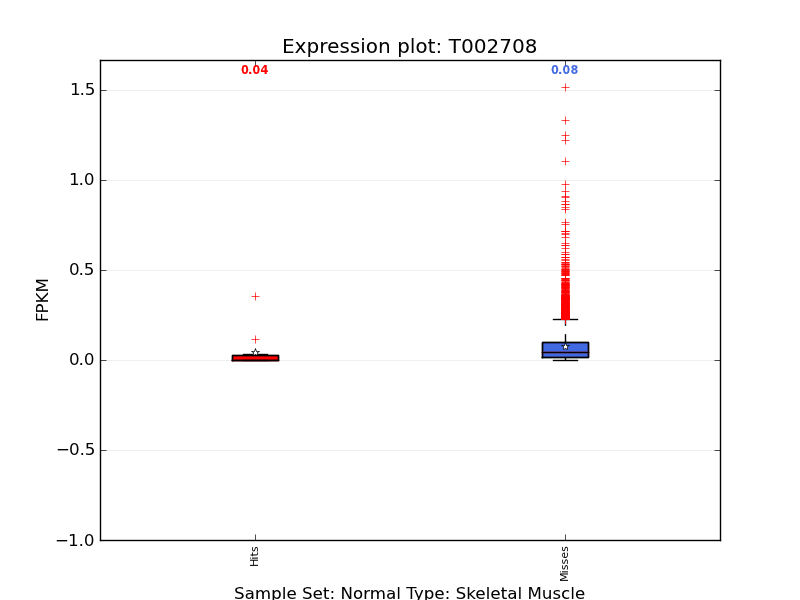 Expression plot: T002708
0.04
0.08
1.5
1.0
0.5
0.0
−0.5
−1.0
FPKM
Hits
Misses
Sample Set: Normal Type: Skeletal Muscle